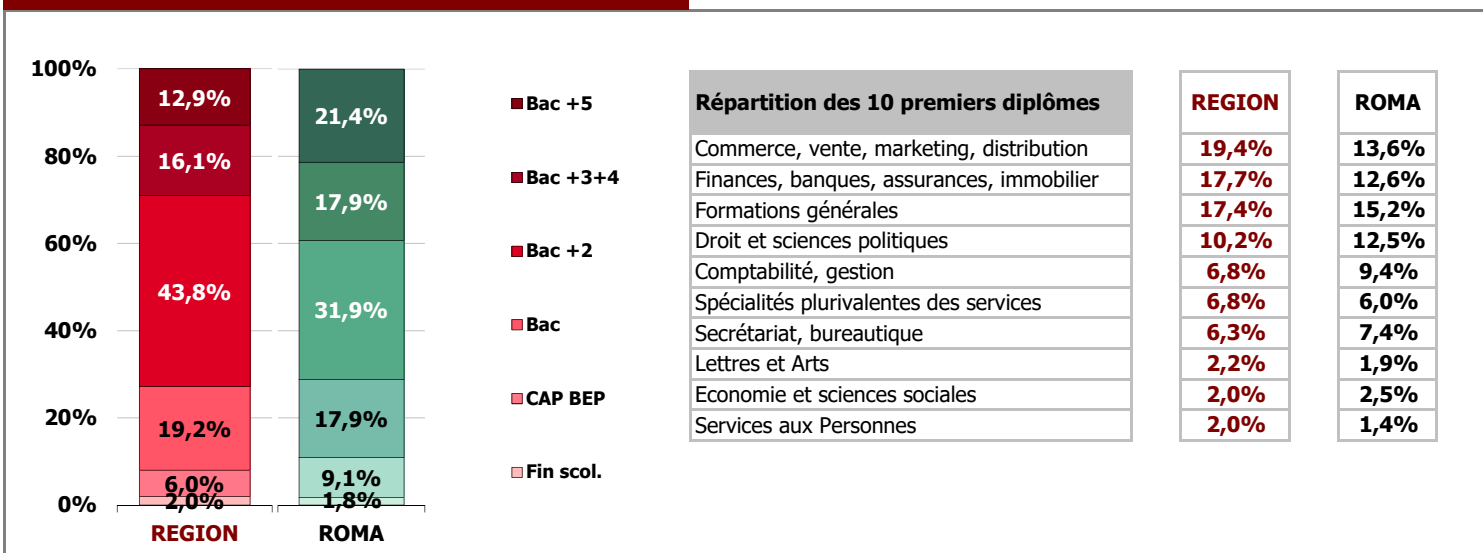 100%
80%
60%
40%
20%
0%
12,9%
16,1%
43,8%
19,2%
6,0%
2,0%
REGION
21,4%
17,9%
31,9%
17,9%
9,1%
1,8%
ROMA
Bac +5
Bac +3+4
Bac +2
Bac
CAP BEP
Fin scol.
Répartition des 10 premiers diplômes REGION ROMA
Commerce, vente, marketing, distribution 19,4% 13,6%
Finances, banques, assurances, immobilier 17,7% 12,6%
Formations générales 17,4% 15,2%
Droit et sciences politiques 10,2% 12,5%
Comptabilité, gestion 6,8% 9,4%
Spécialités plurivalentes des services 6,8% 6,0%
Secrétariat, bureautique 6,3% 7,4%
Lettres et Arts 2,2% 1,9%
Economie et sciences sociales 2,0% 2,5%
Services aux Personnes 2,0% 1,4%